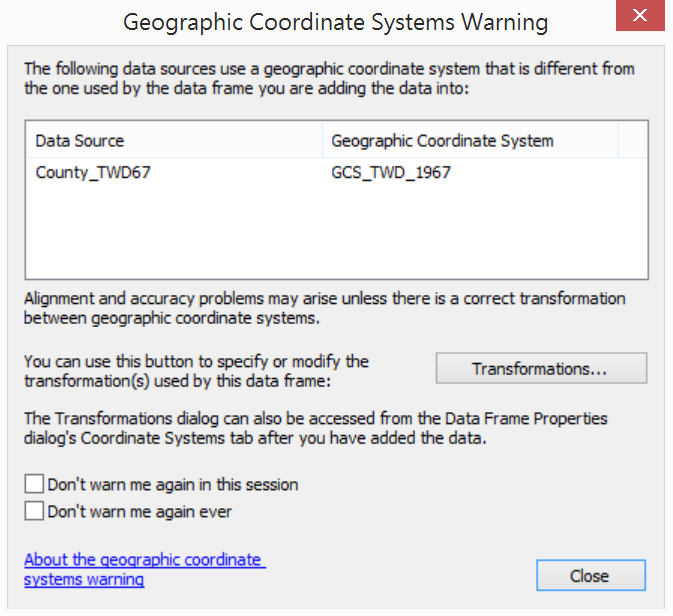 Geographic Coordinate Systems Warning
The following data sources use a geographic coordinate system that is different from
the one used by the data frame you are adding the data into:
Data Source Geographic Coordinate System
County_TWD67 GCS_TWD_1967
Alignment and accuracy problems may arise unless there is a correct transformation
between geographic coordinate systems.
You can use this button to specify or modify the
transformation(s) used by this data frame:
Transformations...
The Transformations dialog can also be accessed from the Data Frame Properties
dialog's Coordinate Systems tab after you have added the data.
Don't warn me again in this session
Don't warn me again ever
About the geographic coordinate
systems warning
Close